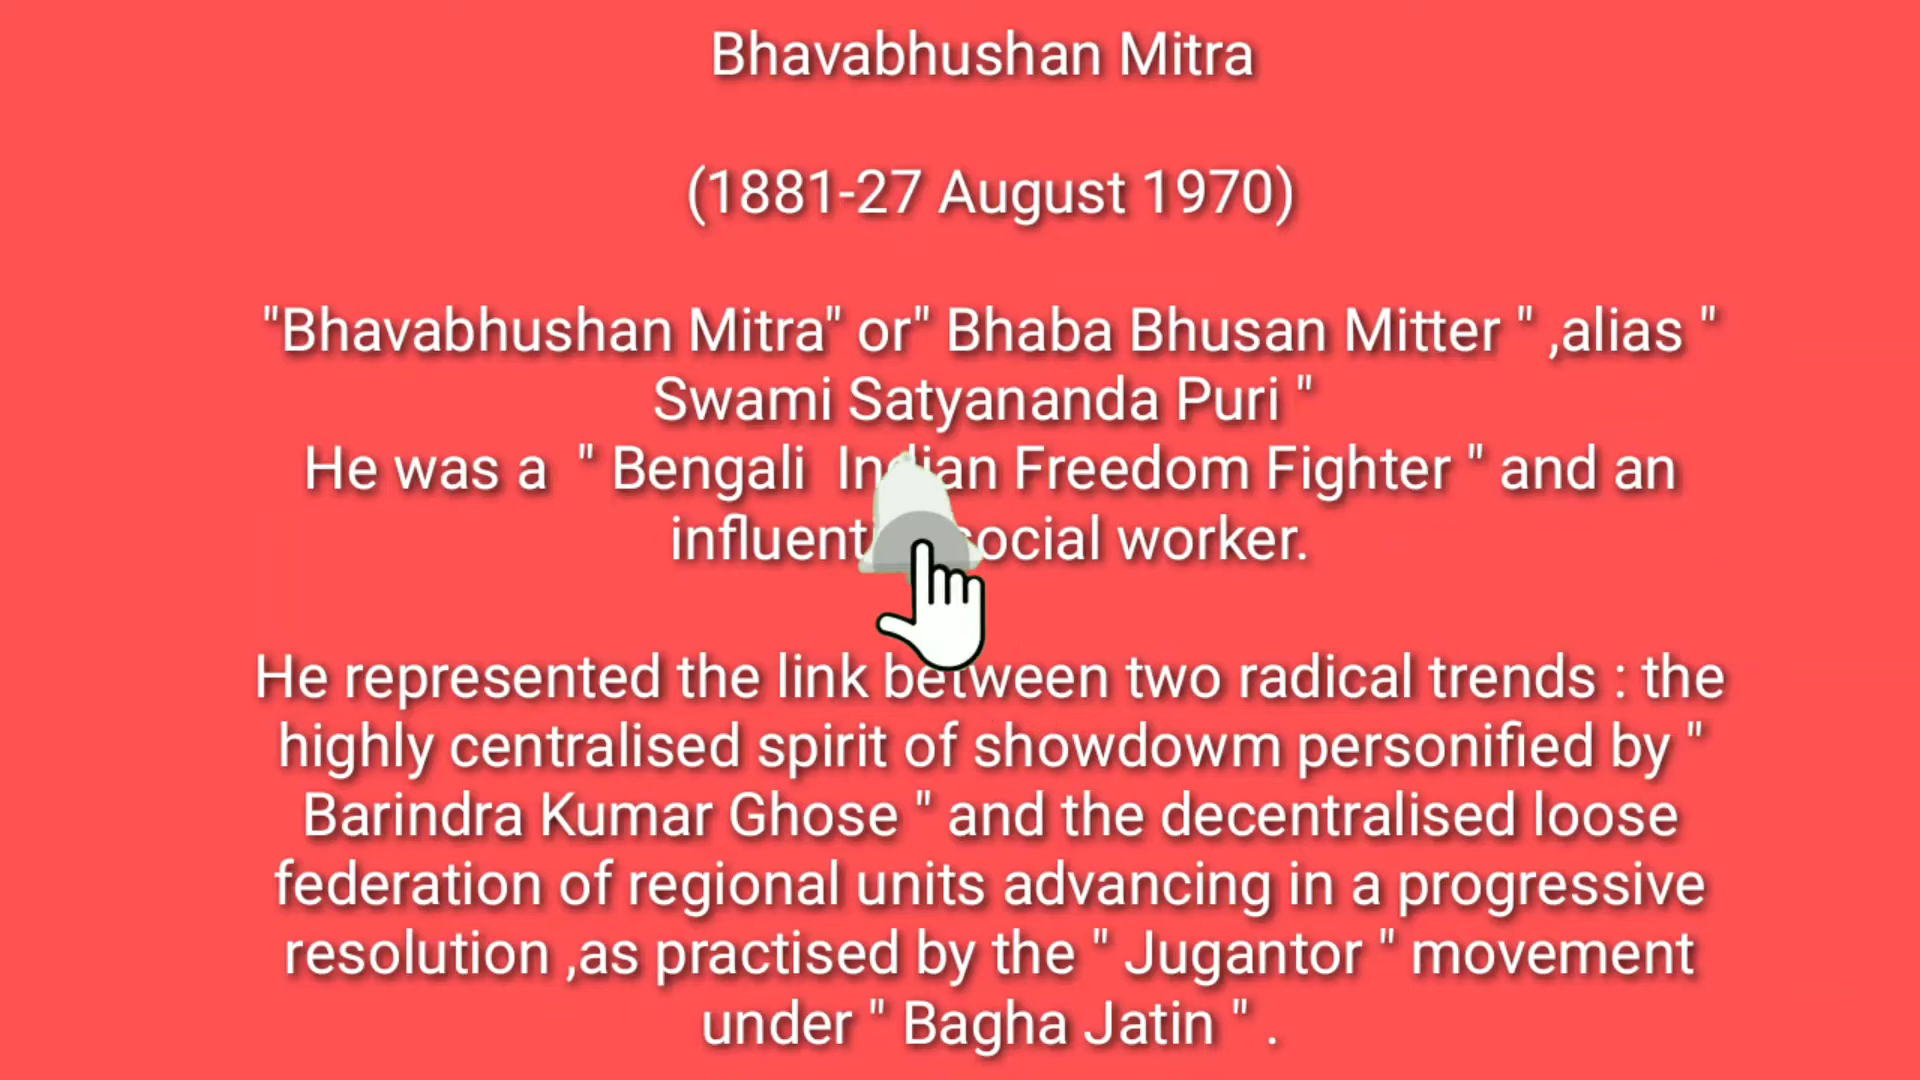 Bhavabhushan Mitra
(1881-27 August 1970)
"Bhavabhushan Mitra" or" Bhaba Bhusan Mitter " ,alias "
Swami Satyananda Puri "
He was a " Bengali Indian Freedom Fighter " and an
social worker.
He represented the link between two radical trends : the
highly centralised spirit of showdowm personified by "
Barindra Kumar Ghose " and the decentralised loose
federation of regional units advancing in a progressive
resolution ,as practised by the " Jugantor " movement
under " Bagha Jatin " .